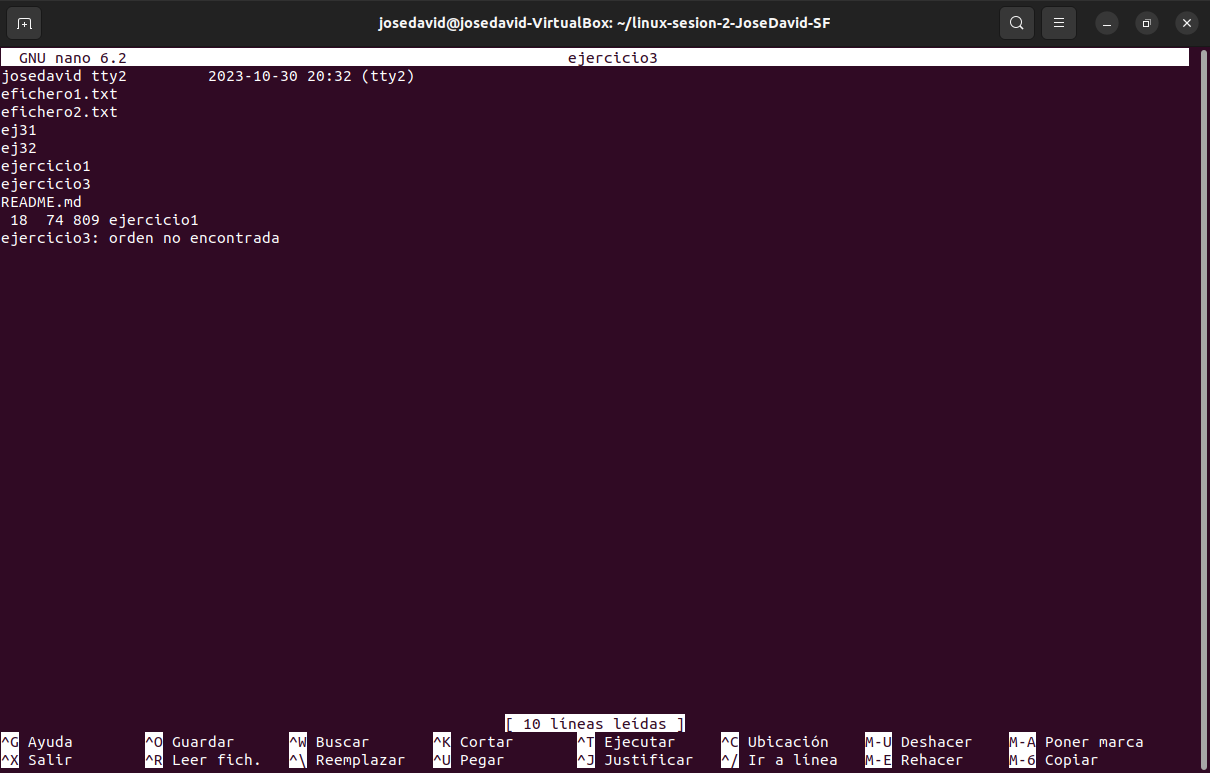 josedavid@josedavid-VirtualBox: ~/linux-sesion-2-JoseDavid-SF
GNU nano 6.2 ejercicio3
josedavid tty2         2023-10-30 20:32 (tty2)
efichero1.txt
efichero2.txt
ej31
ej32
ejercicio1
ejercicio3
README.md
 18  74 809 ejercicio1
ejercicio3: orden no encontrada
[ 10 líneas leídas ]
^G Ayuda ^O Guardar ^W Buscar ^K Cortar ^T Ejecutar ^C Ubicación M-U Deshacer M-A Poner marca
^X Salir ^R Leer fich. ^\ Reemplazar ^U Pegar ^J Justificar ^/ Ir a línea M-E Rehacer M-6 Copiar